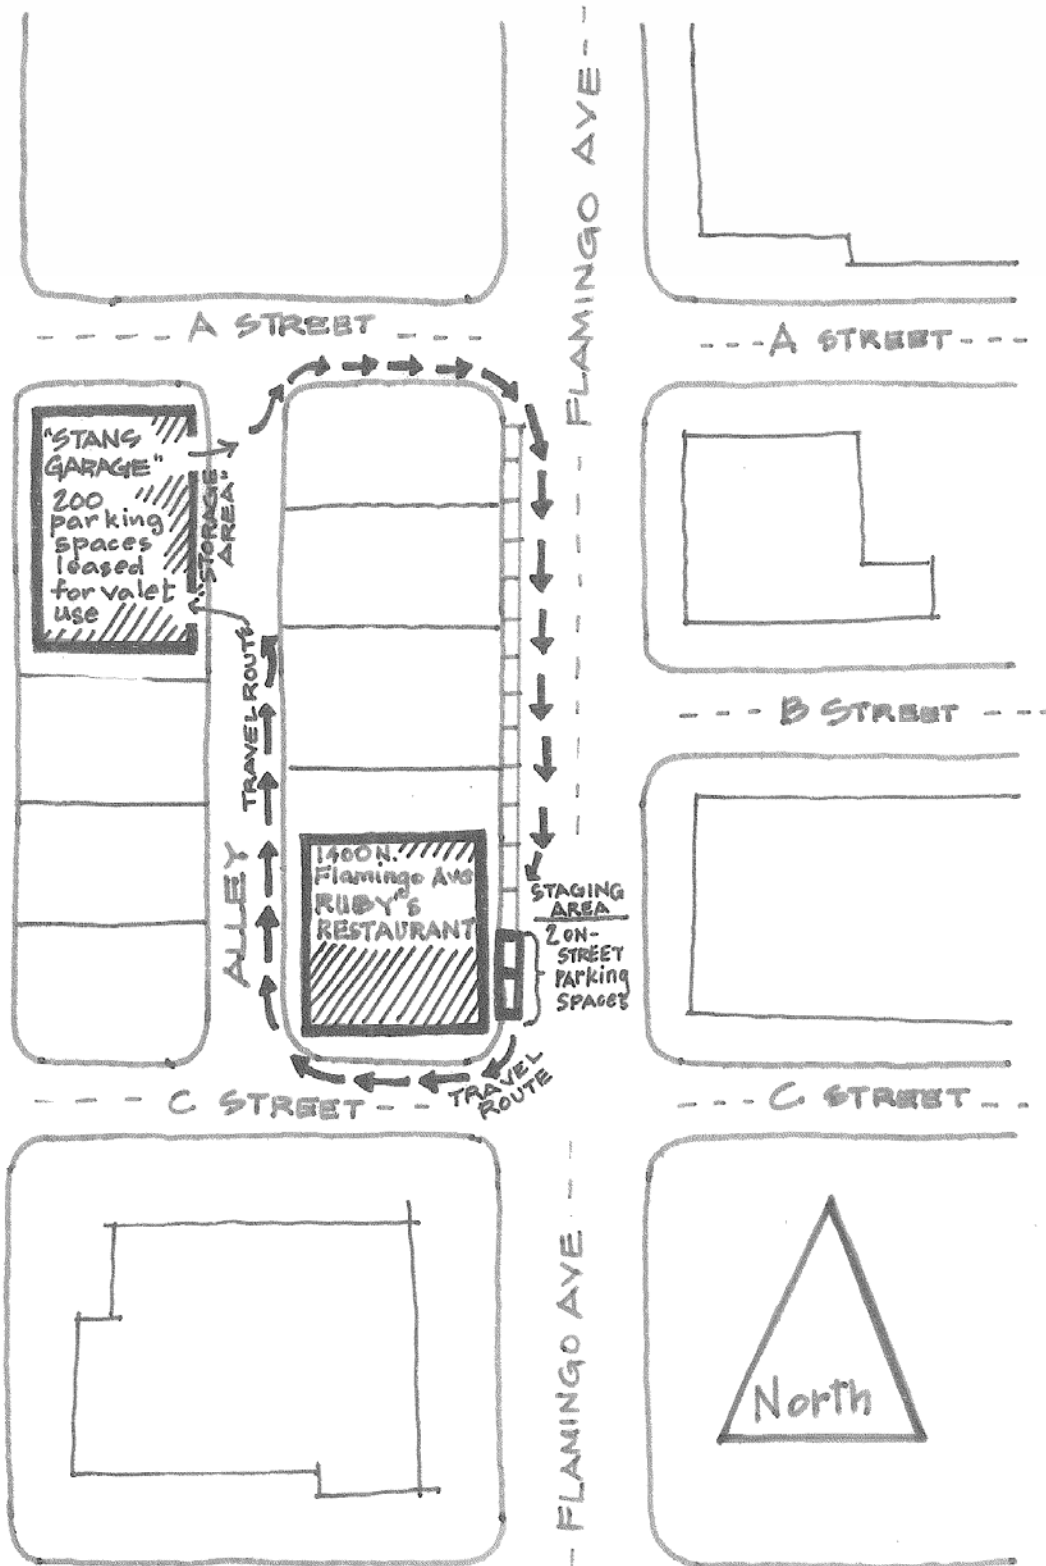 FLAMINGO AVE
A STREET
A STREET
"STANS
GARAGE"
200
parking
spaces
leased
for valet
use
"STORAGE
AREA"
TRAVEL ROUTE
B STREET
ALLEY
1400 N.
Flamingo Ave
RUBY'S
RESTAURANT
STAGING
AREA
2 ON-
STREET
Parking
SPACES
TRAVEL
ROUTE
C STREET
C STREET
FLAMINGO AVE
North